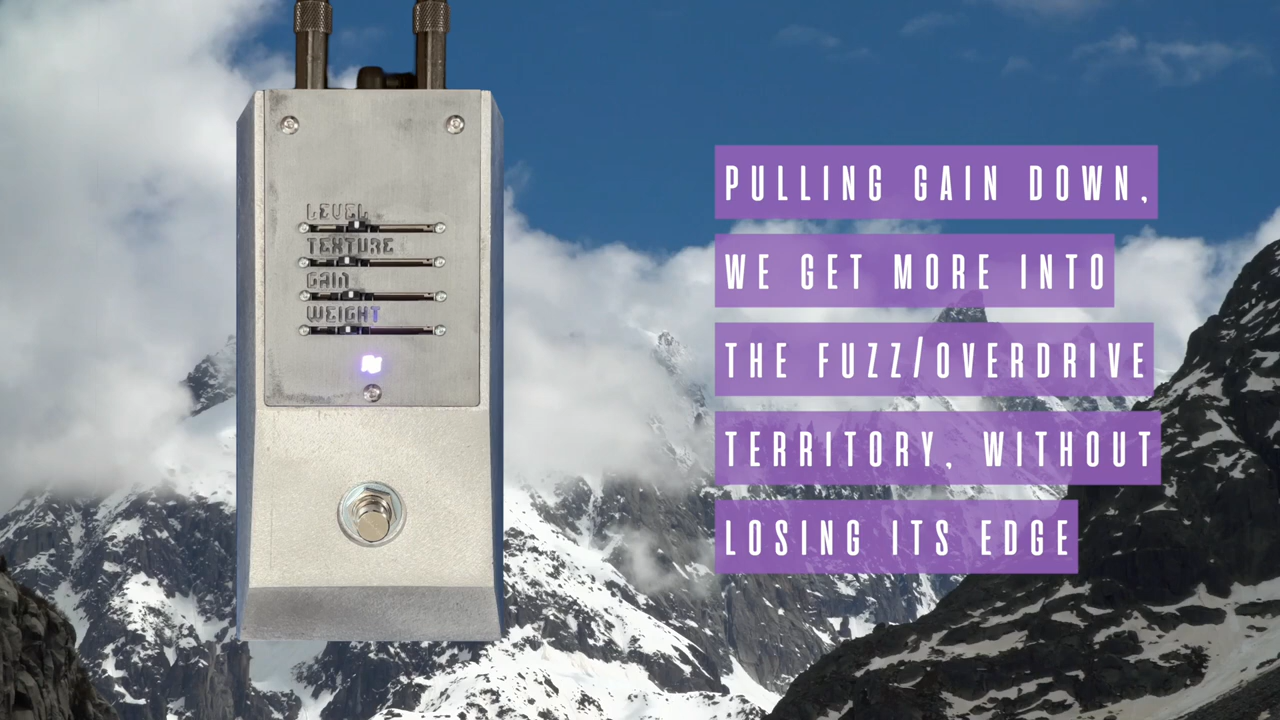 LEVEL
TEXTURE
GAIN
WEIGHT
PULLING GAIN DOWN,
WE GET MORE INTO
THE FUZZ/OVERDRIVE
TERRITORY, WITHOUT
LOSING ITS EDGE